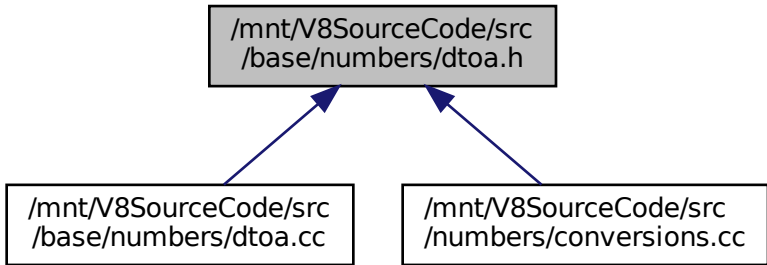 /mnt/V8SourceCode/src
/base/numbers/dtoa.h
/mnt/V8SourceCode/src
/base/numbers/dtoa.cc
/mnt/V8SourceCode/src
/numbers/conversions.cc